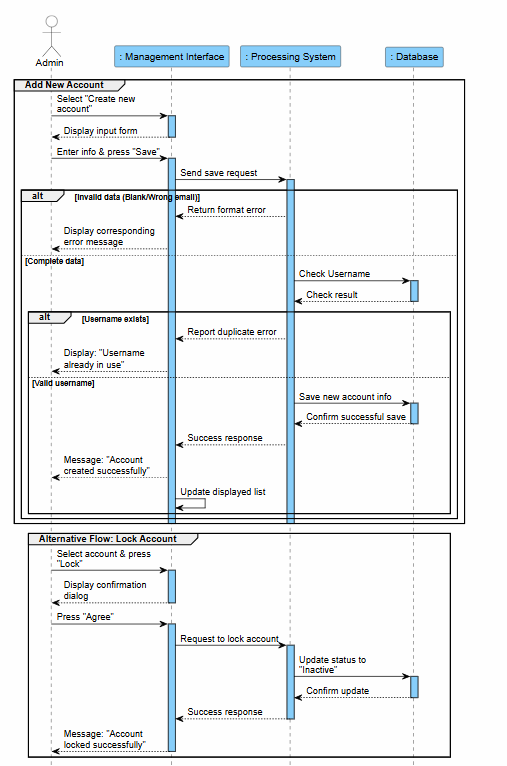 Admin
: Management Interface
: Processing System
: Database
Add New Account
Select "Create new
account"
Display input form
Enter info & press "Save"
Send save request
alt
[Invalid data (Blank/Wrong email)]
Return format error
Display corresponding
error message
[Complete data]
Check Username
Check result
alt
[Username exists]
Report duplicate error
Display: "Username
already in use"
[Valid username]
Save new account info
Confirm successful save
Success response
Message: "Account
created successfully"
Update displayed list
Alternative Flow: Lock Account
Select account & press
"Lock"
Display confirmation
dialog
Press "Agree"
Request to lock account
Update status to
"Inactive"
Confirm update
Success response
Message: "Account
locked successfully"